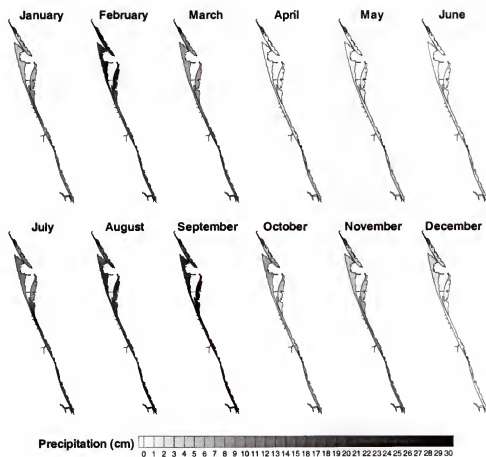 January February March April May June
July August September October November December
Precipitation (cm)
0 1 2 3 4 5 6 7 8 9 10 11 12 13 14 15 16 17 18 19 20 21 22 23 24 25 26 27 28 29 30